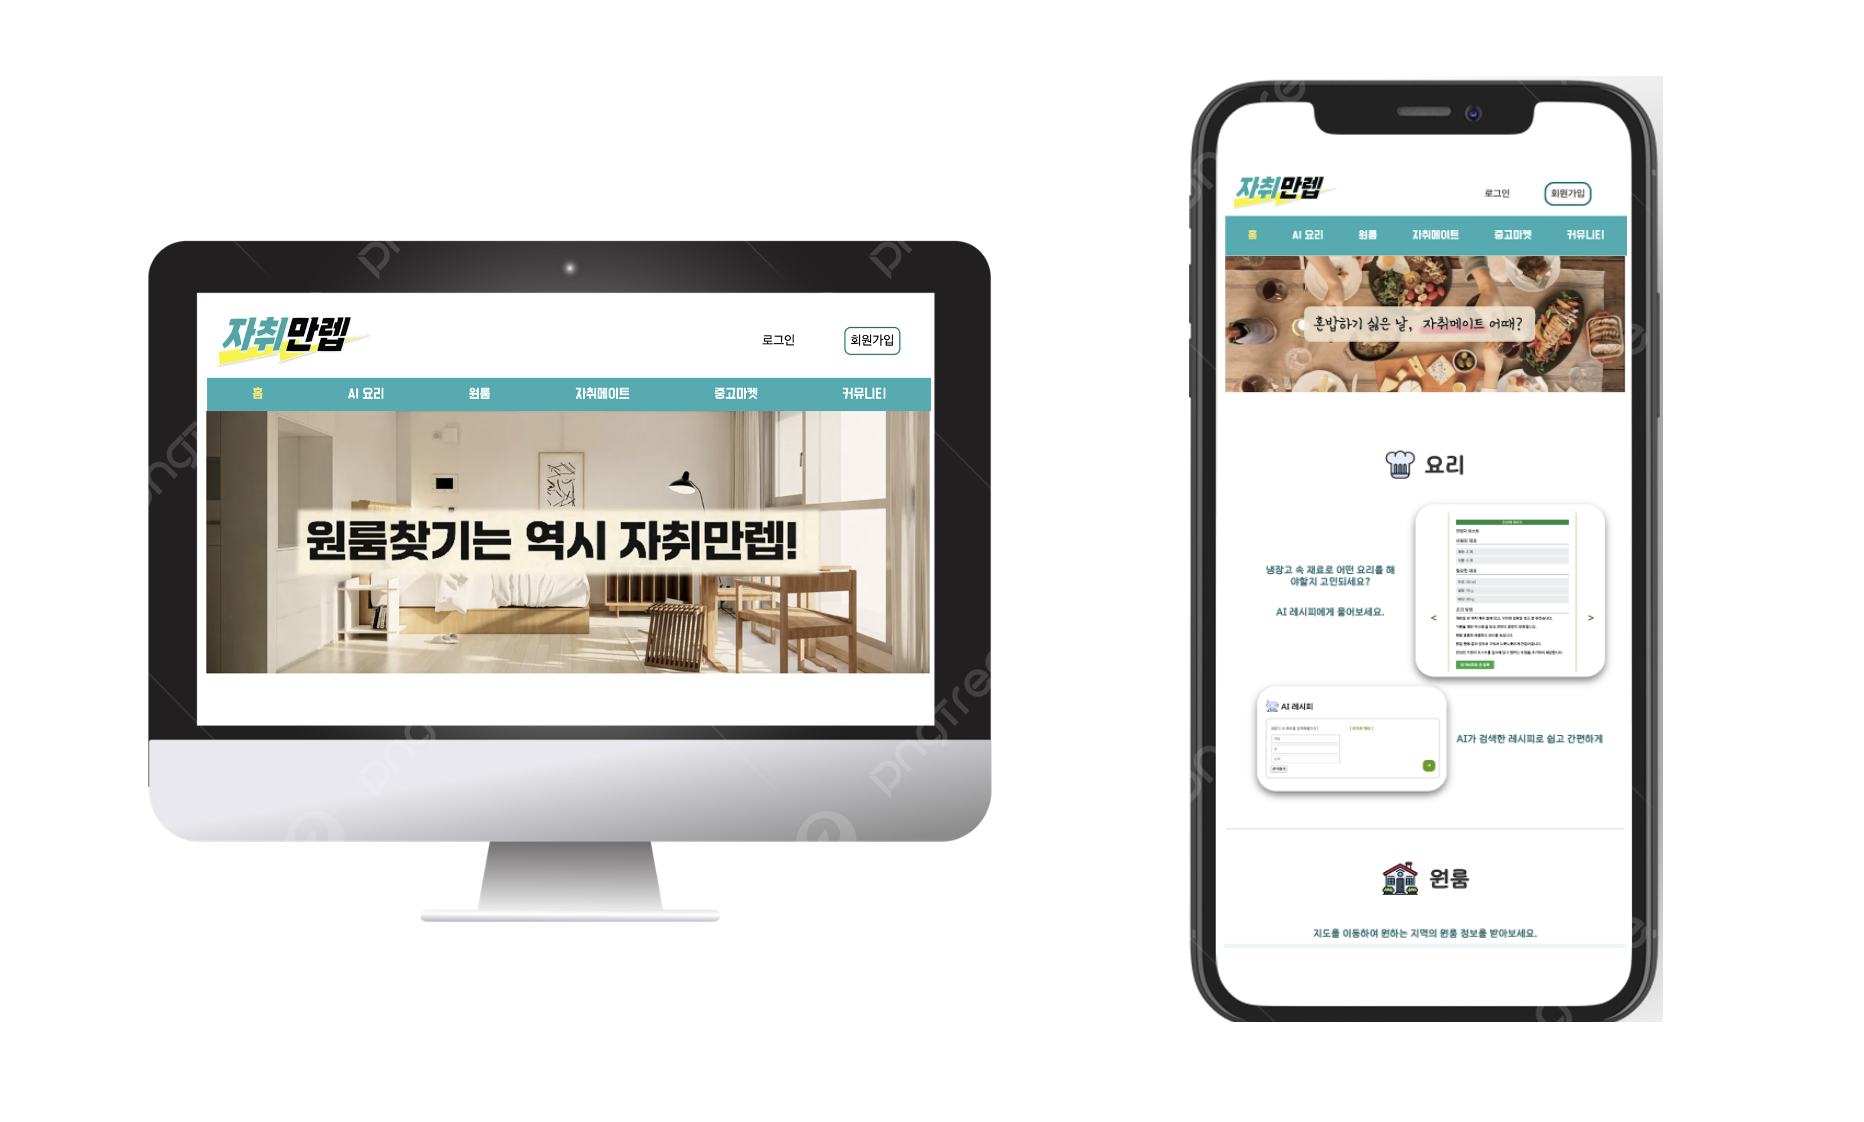 자취만렙
로그인
회원가입
홈 AI 요리 원룸 자취메이트 중고마켓 커뮤니티
원룸찾기는 역시 자취만렙!
자취만렙
로그인
회원가입
홈 AI 요리 원룸 자취메이트 중고마켓 커뮤니티
혼밥하기 싫은 날, 자취메이트 어때?
요리
냉장고 속 재료로 어떤 요리를 해
야할지 고민되세요?
AI 레시피에게 물어보세요.
<
>
AI 레시피
AI가 검색한 레시피로 쉽고 간편하게
원룸
지도를 이동하여 원하는 지역의 원룸 정보를 받아보세요.